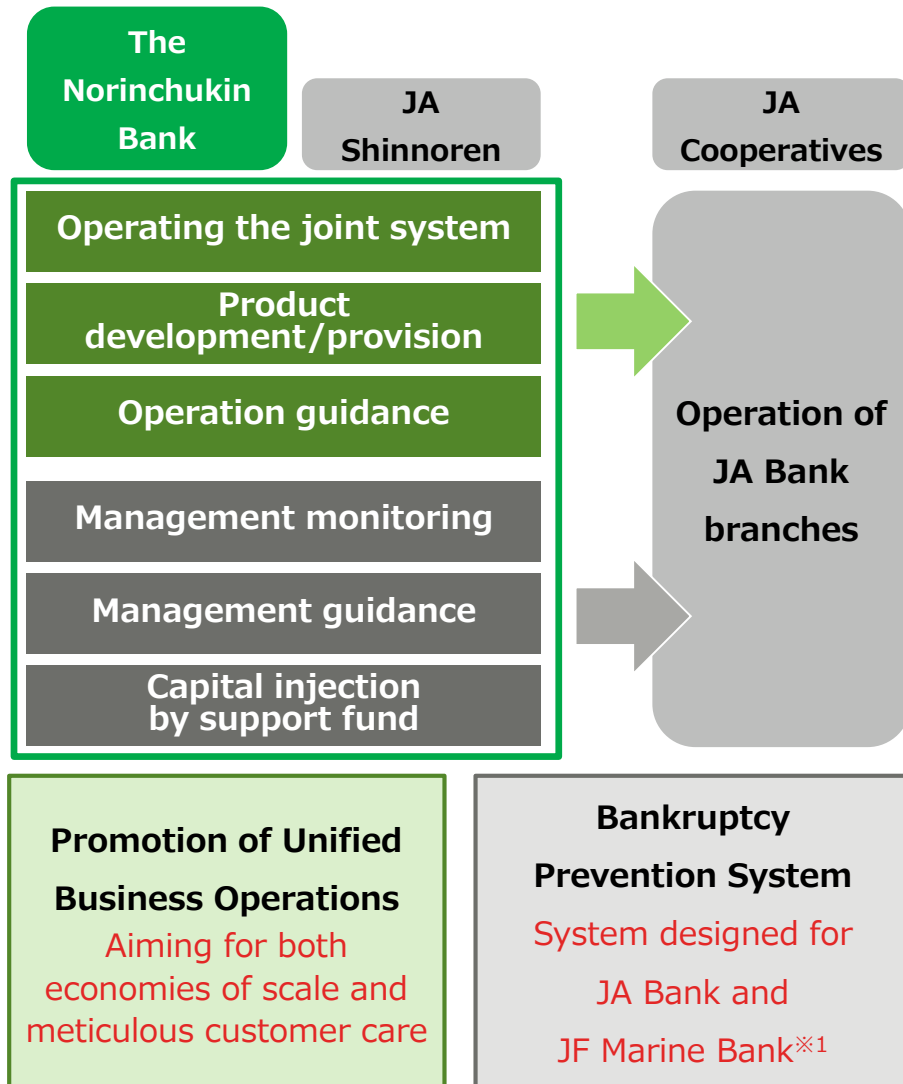 The
Norinchukin
Bank
JA
Shinnoren
JA
Cooperatives
Operating the joint system
Product
development/provision
Operation guidance
Management monitoring
Management guidance
Capital injection
by support fund
Operation of
JA Bank
branches
Promotion of Unified
Business Operations
Aiming for both
economies of scale and
meticulous customer care
Bankruptcy
Prevention System
System designed for
JA Bank and
JF Marine Bank※1